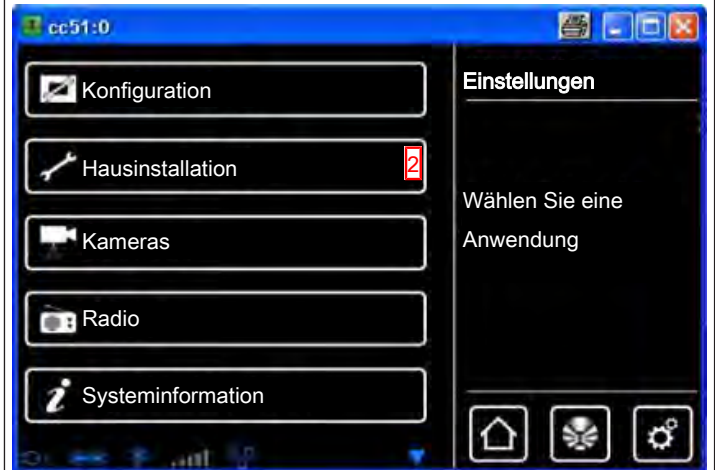 cc51:0
Konfiguration
Hausinstallation 2
Kameras
Radio
Systeminformation
Einstellungen
Wählen Sie eine
Anwendung